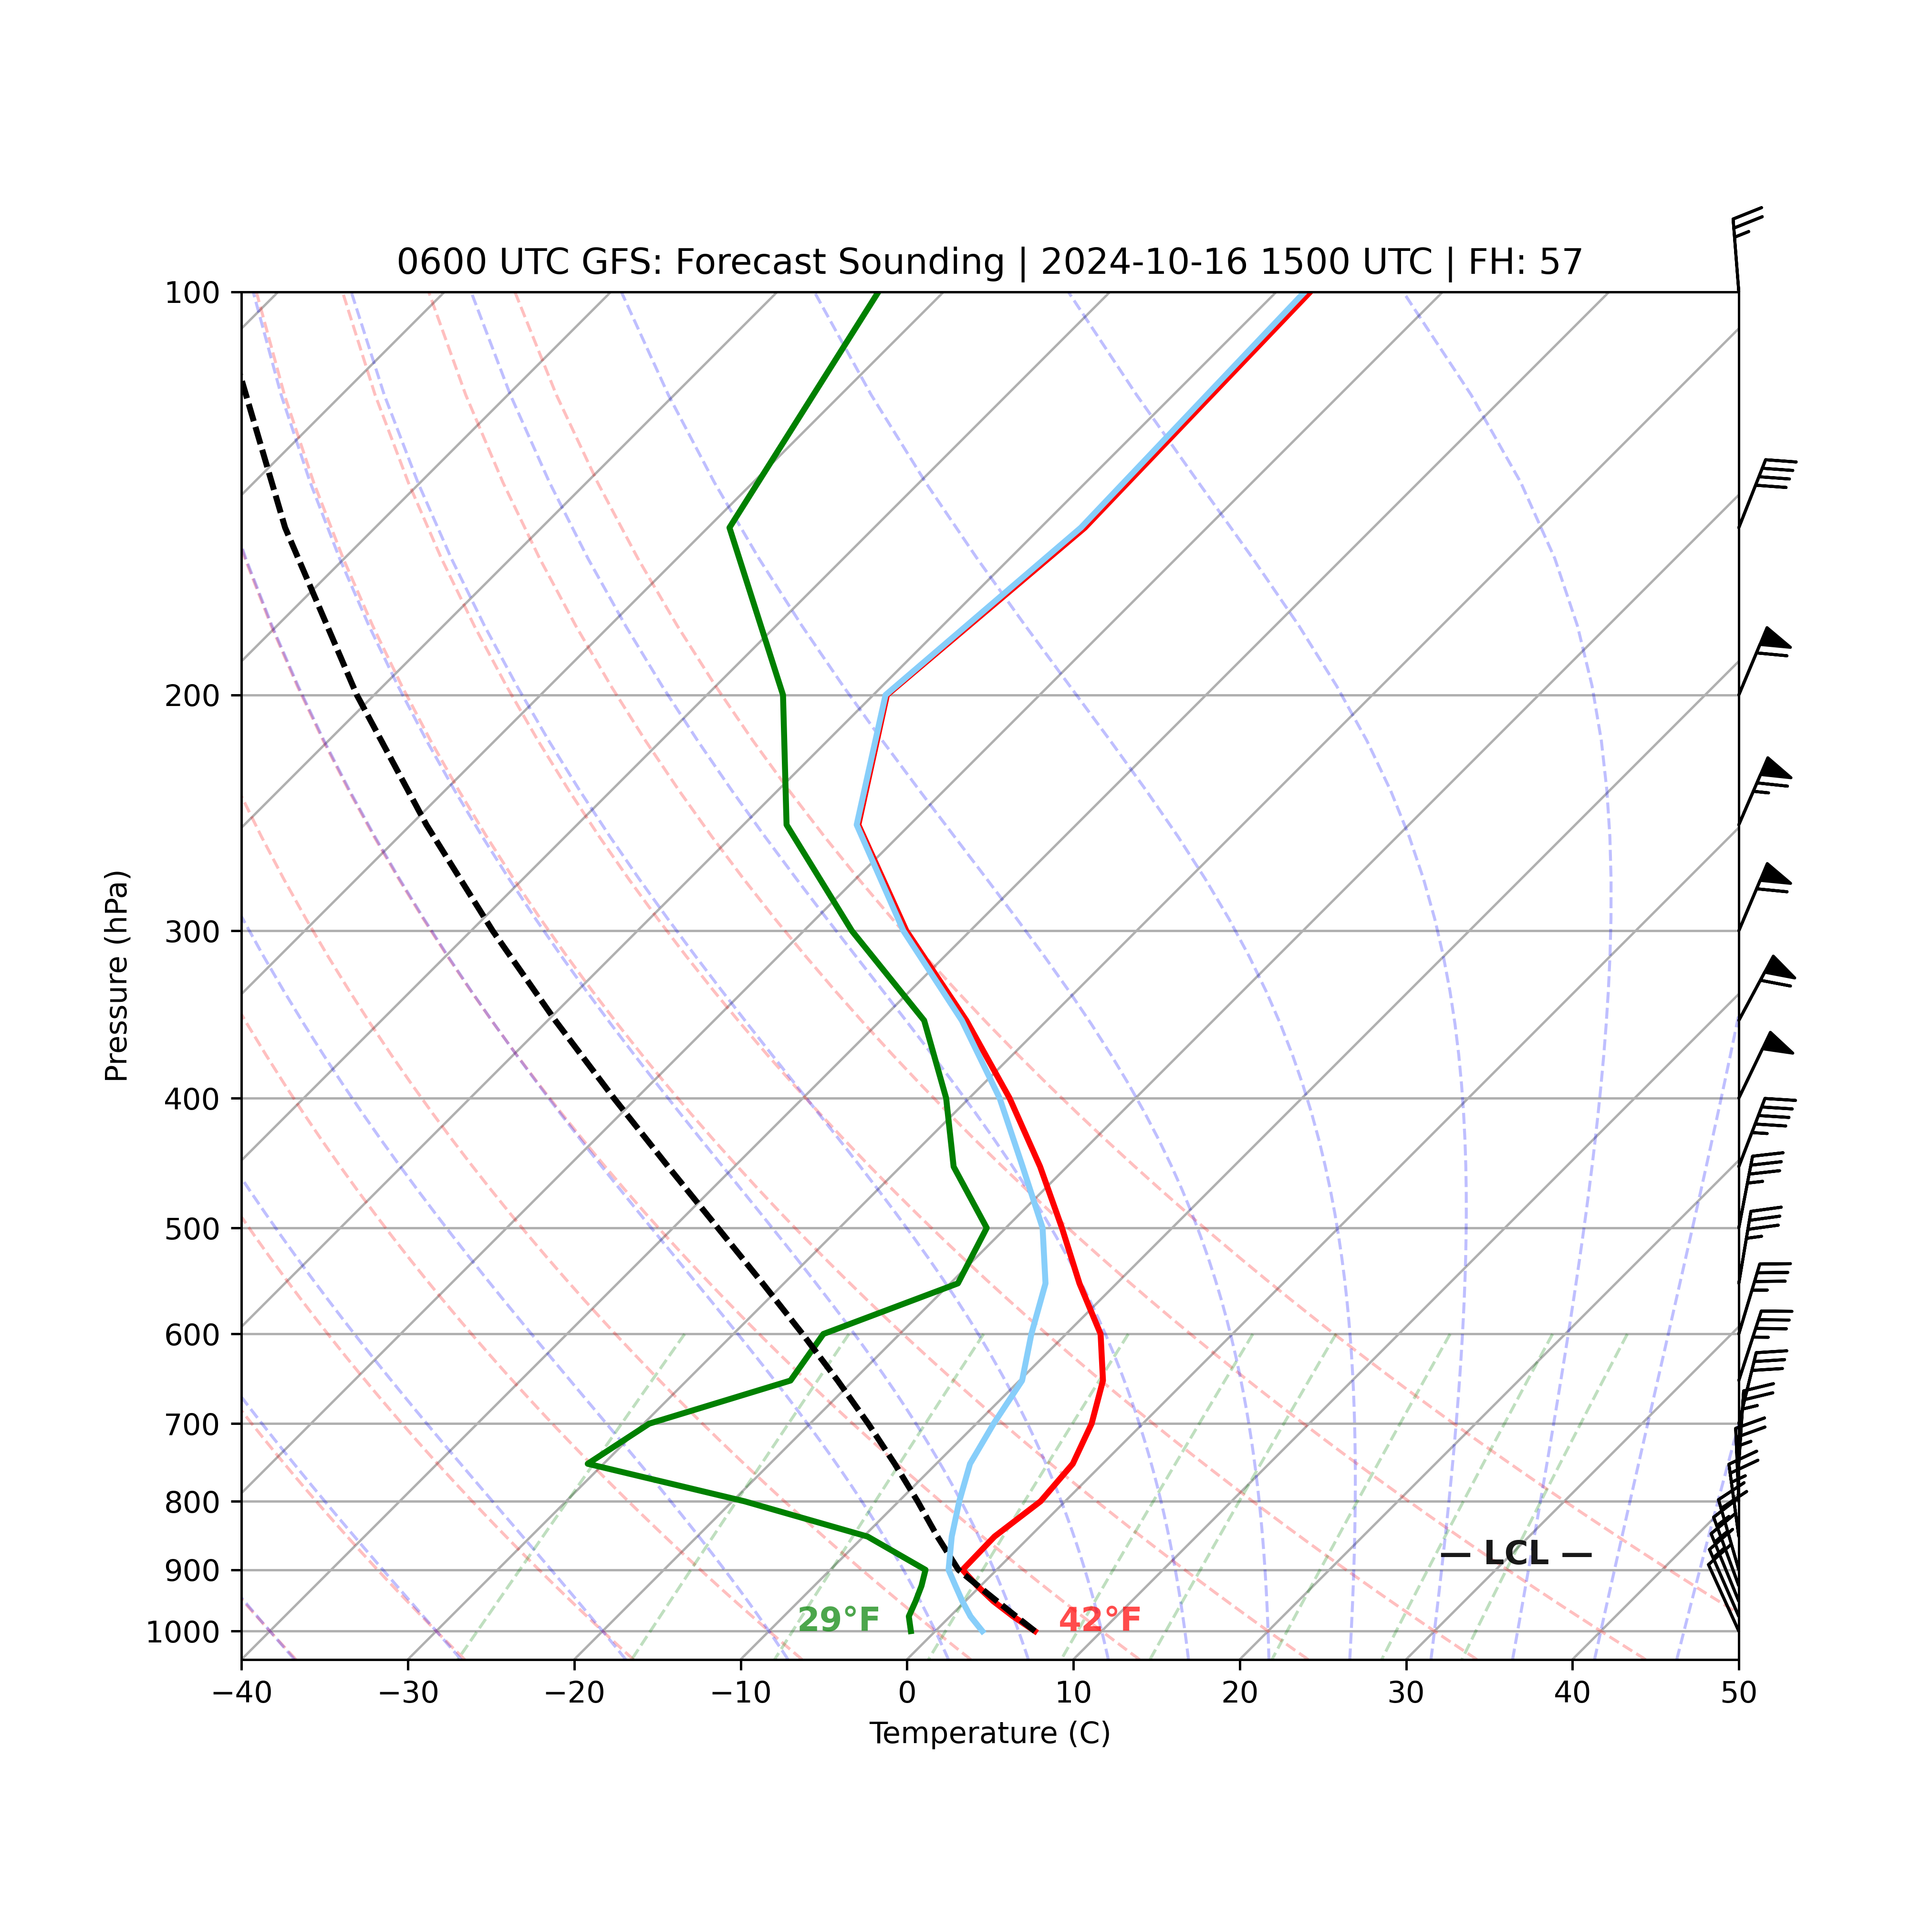 0600 UTC GFS: Forecast Sounding | 2024-10-16 1500 UTC | FH: 57
100
200
300
400
500
600
700
800
900
1000
Pressure (hPa)
— LCL —
29°F
42°F
−40 −30 −20 −10 0 10 20 30 40 50
Temperature (C)